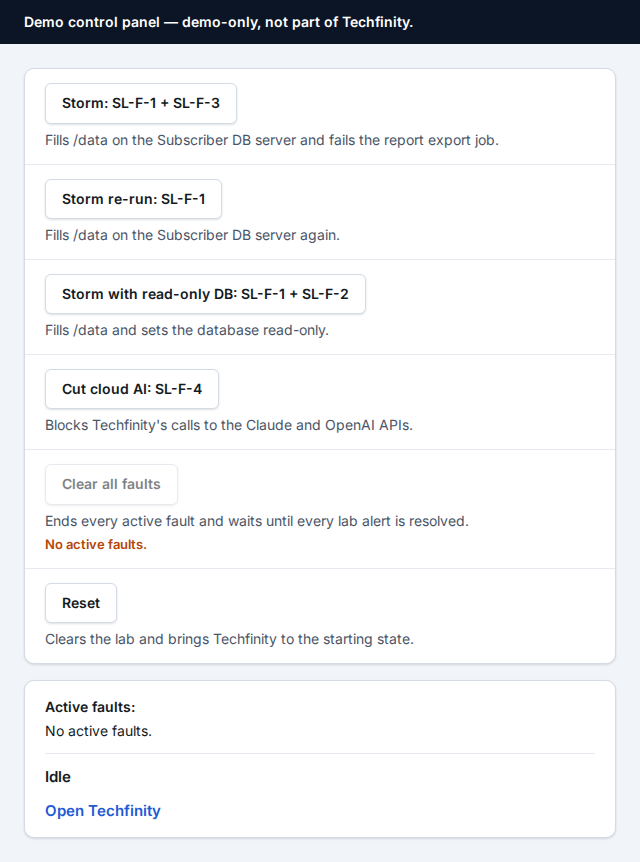 Demo control panel — demo-only, not part of Techfinity.
Storm: SL-F-1 + SL-F-3
Fills /data on the Subscriber DB server and fails the report export job.
Storm re-run: SL-F-1
Fills /data on the Subscriber DB server again.
Storm with read-only DB: SL-F-1 + SL-F-2
Fills /data and sets the database read-only.
Cut cloud AI: SL-F-4
Blocks Techfinity's calls to the Claude and OpenAI APIs.
Clear all faults
Ends every active fault and waits until every lab alert is resolved.
No active faults.
Reset
Clears the lab and brings Techfinity to the starting state.
Active faults:
No active faults.
Idle
Open Techfinity